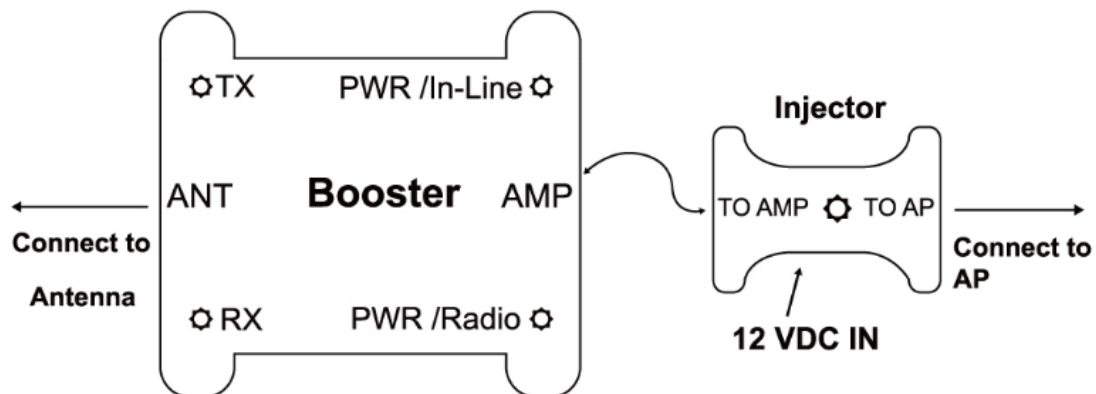 TX
PWR /In-Line
Injector
ANT
Booster
AMP
TO AMP
TO AP
Connect to
Antenna
Connect to
AP
RX
PWR /Radio
12 VDC IN